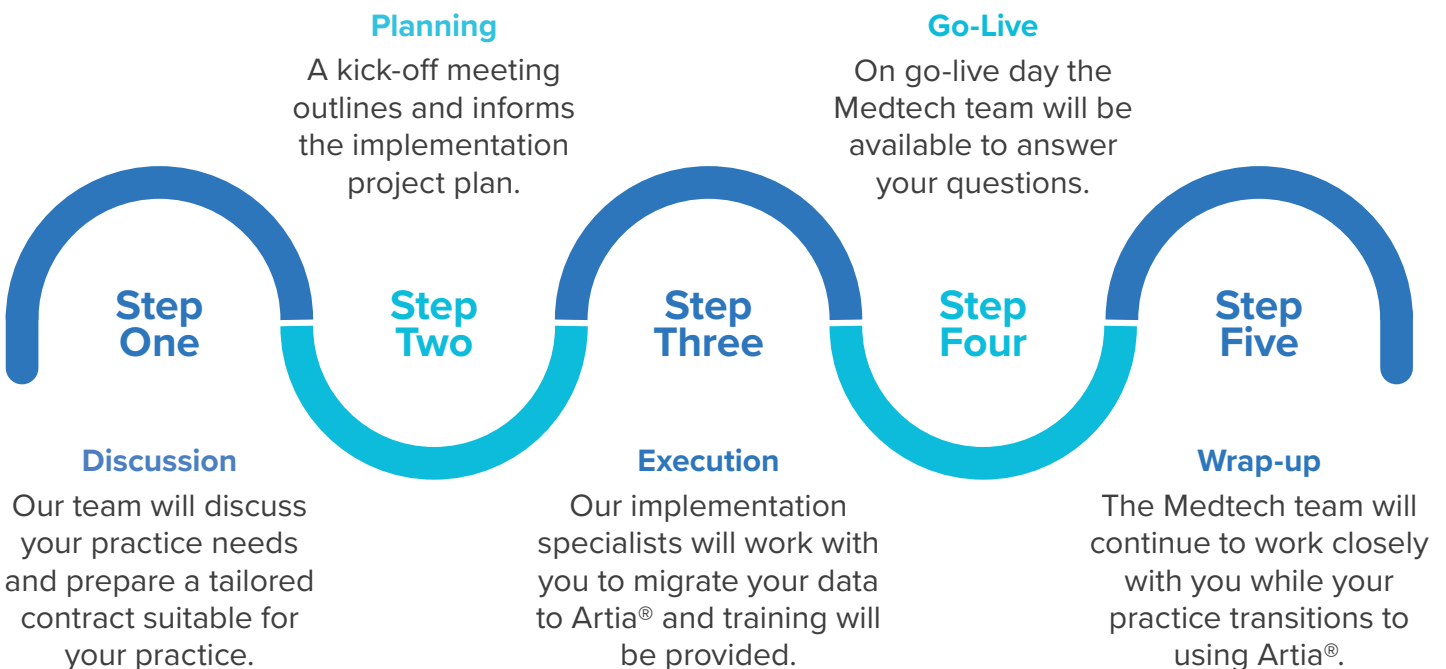 Step
One
Discussion
Our team will discuss
your practice needs
and prepare a tailored
contract suitable for
your practice.
Planning
A kick-off meeting
outlines and informs
the implementation
project plan.
Step
Two
Step
Three
Execution
Our implementation
specialists will work with
you to migrate your data
to Artia® and training will
be provided.
Go-Live
On go-live day the
Medtech team will be
available to answer
your questions.
Step
Four
Step
Five
Wrap-up
The Medtech team will
continue to work closely
with you while your
practice transitions to
using Artia®.